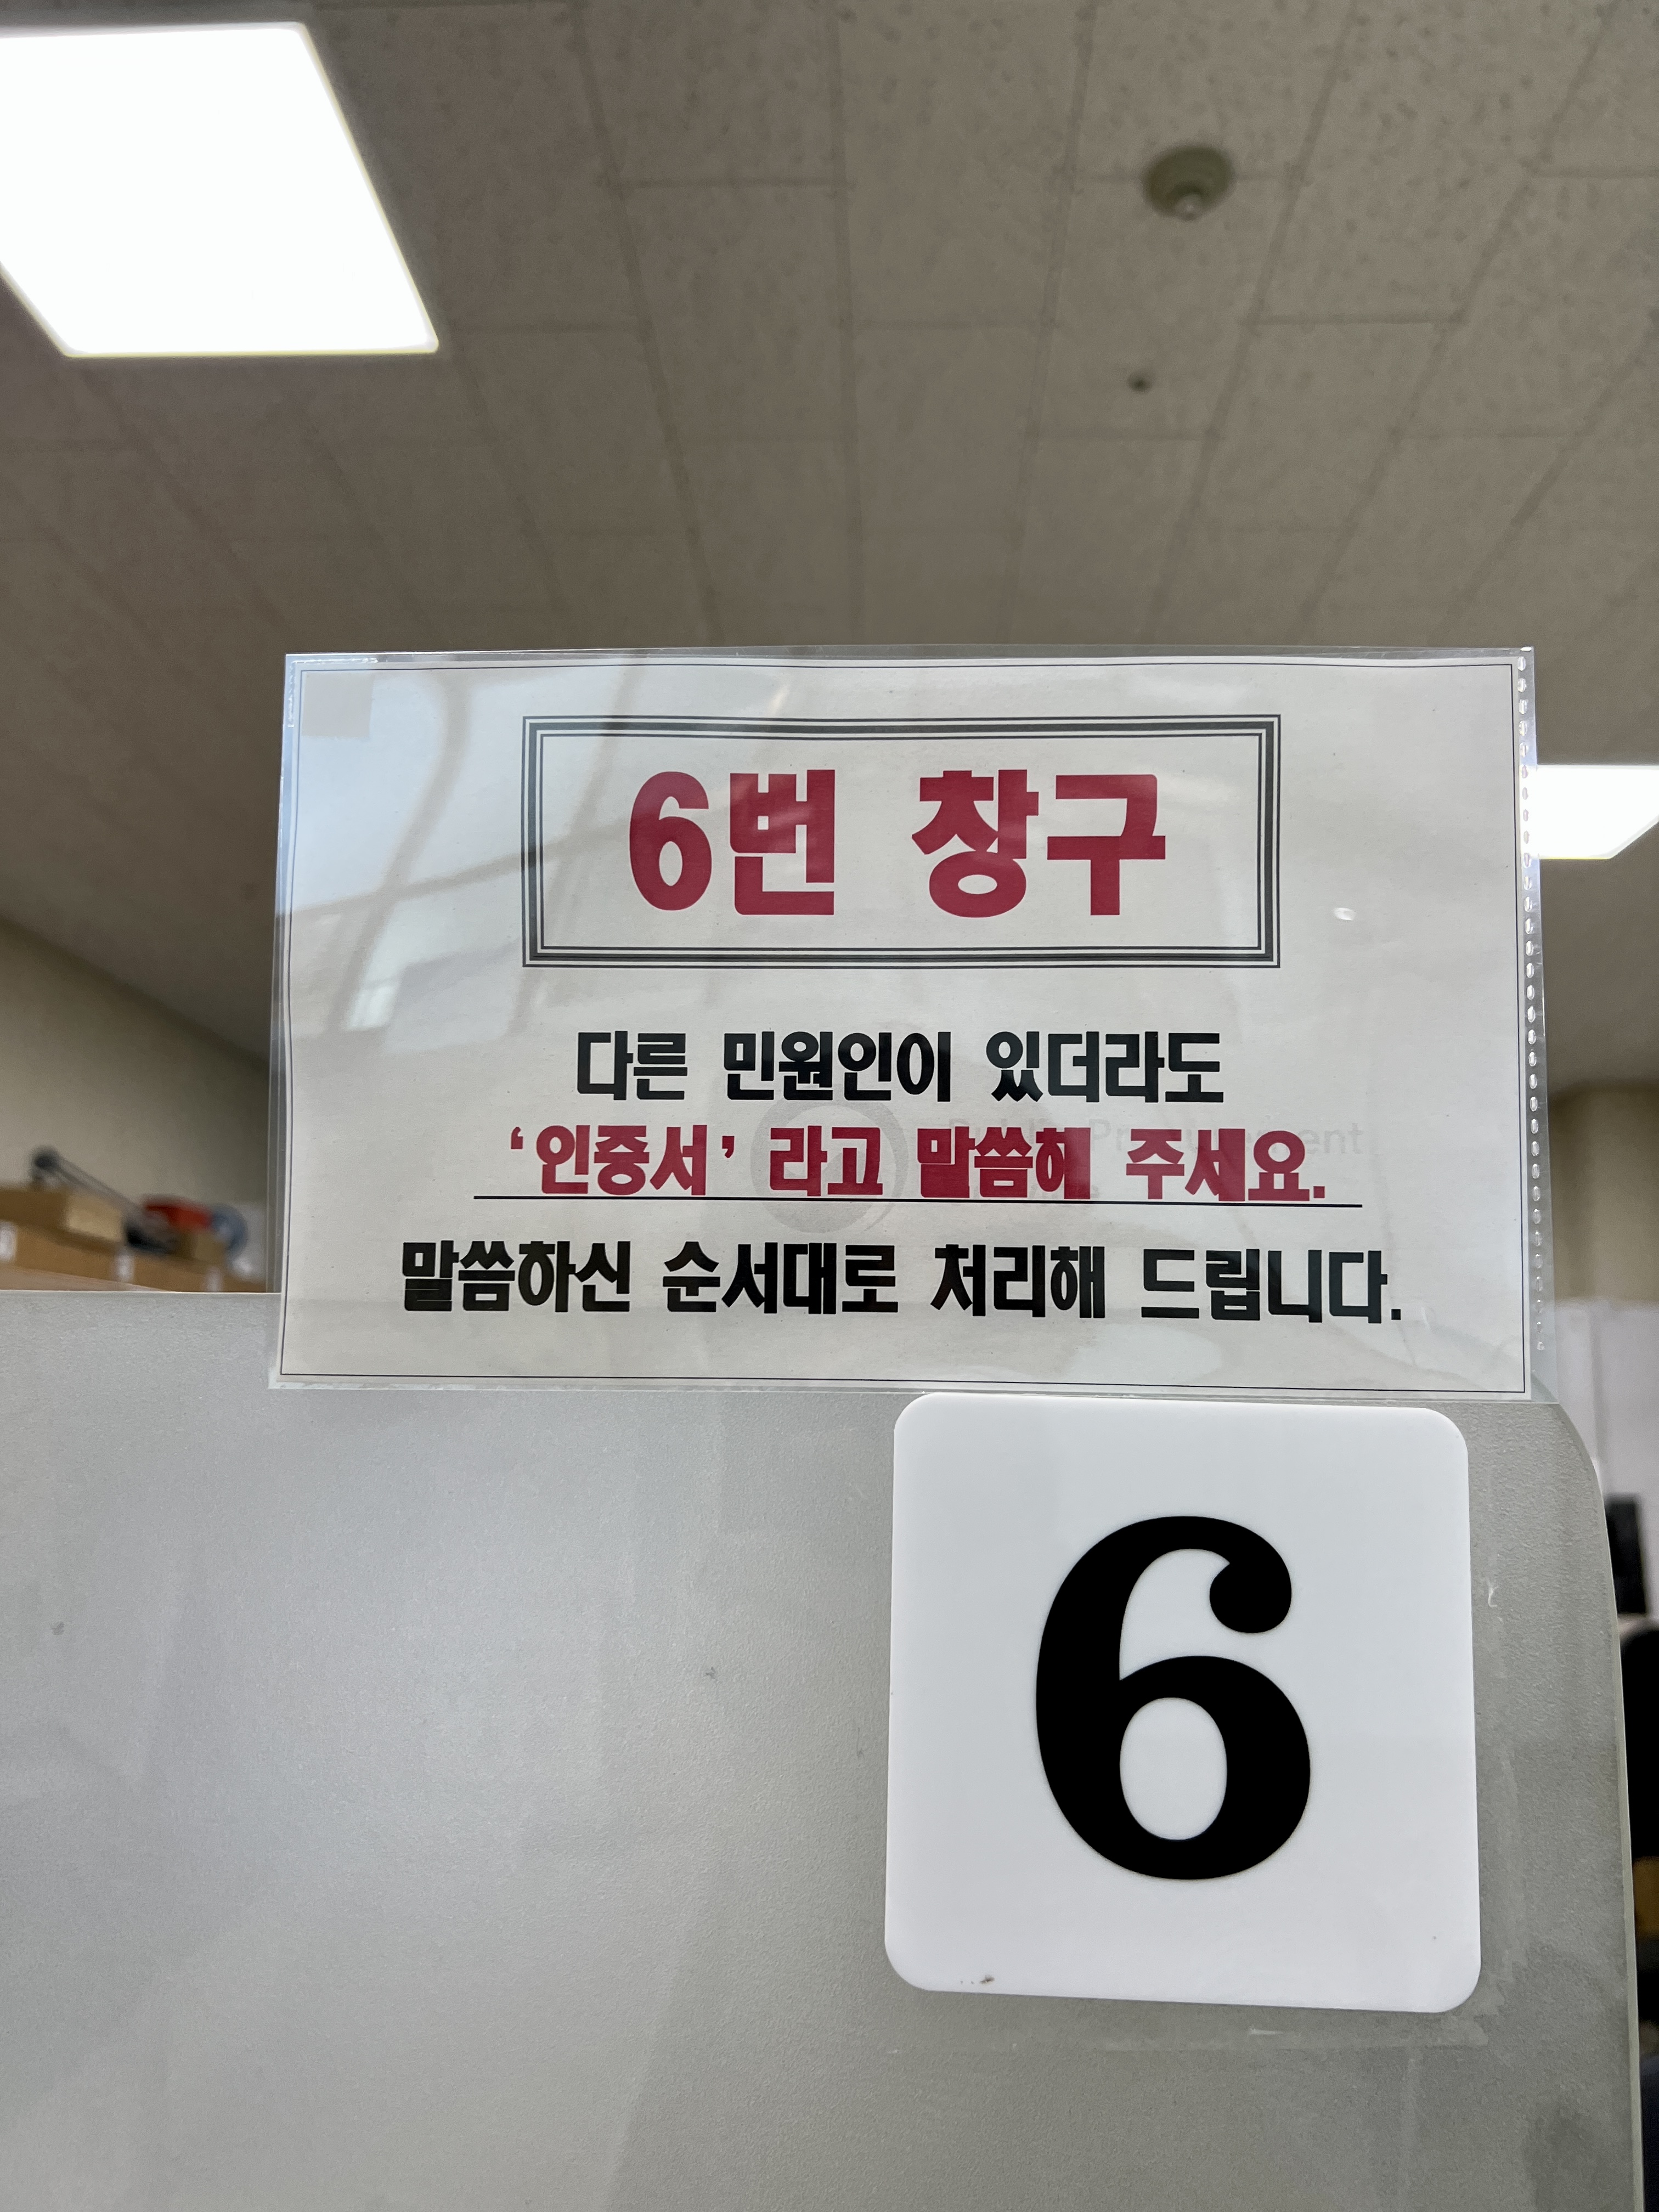 6번 창구
다른 민원인이 있더라도
‘인증서’ 라고 말씀해 주세요.
말씀하신 순서대로 처리해 드립니다.
6